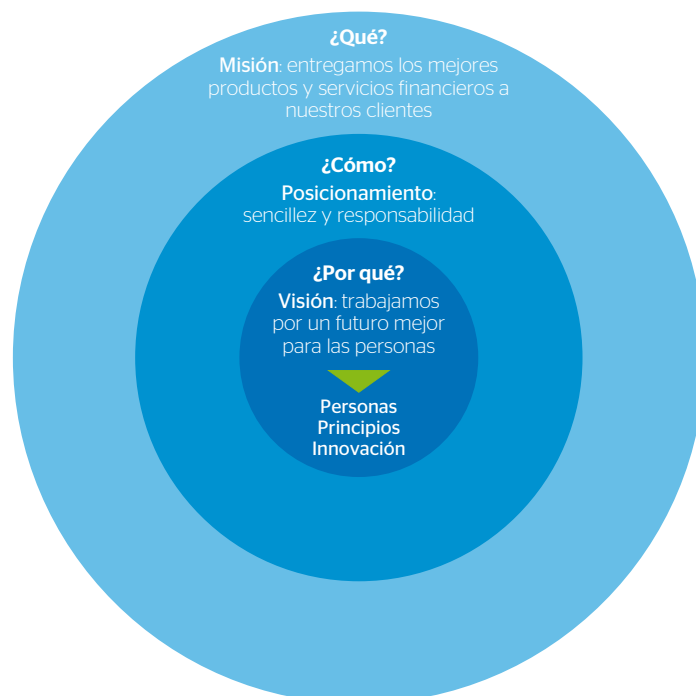 ¿Qué?
Misión: entregamos los mejores
productos y servicios financieros a
nuestros clientes
¿Cómo?
Posicionamiento:
sencillez y responsabilidad
¿Por qué?
Visión: trabajamos
por un futuro mejor
para las personas
Personas
Principios
Innovación